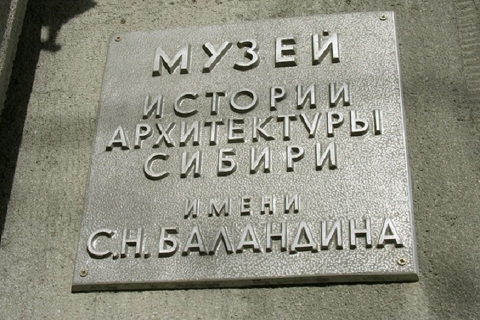 МУЗЕЙ
ИСТОРИИ
АРХИТЕКТУРЫ
СИБИРИ
ИМЕНИ
С.Н. БАЛАНДИНА